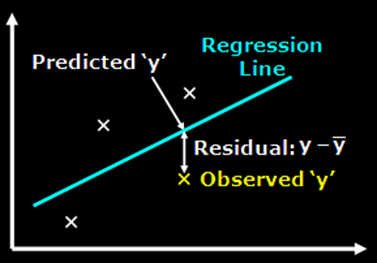 Regression
Line
Predicted ‘y’
Residual: y – y̅
Observed ‘y’